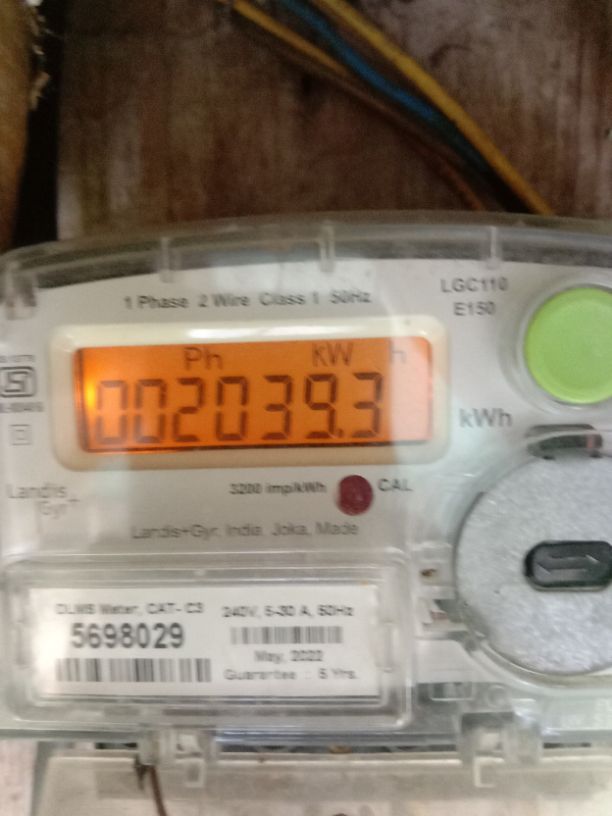 LGC110
E150
1 Phase 2 Wire Class 1 50Hz
Ph kW h
002039.3
kWh
3200 imp/kWh CAL
Landis
Gyr+
Landis+Gyr, India, Joka, Made
DLMS Meter, CAT- C3
5698029
240V, 5-30 A, 50Hz
May, 2022
Guarantee : 5 Yrs.